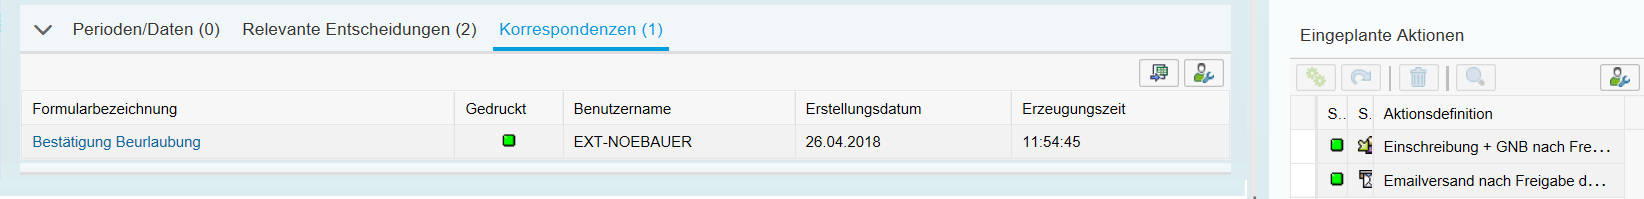 Perioden/Daten (0) Relevante Entscheidungen (2) Korrespondenzen (1)
Formularbezeichnung Gedruckt Benutzername Erstellungsdatum Erzeugungszeit
Bestätigung Beurlaubung EXT-NOEBAUER 26.04.2018 11:54:45
Eingeplante Aktionen
S.. S.. Aktionsdefinition
Einschreibung + GNB nach Fre...
Emailversand nach Freigabe d...